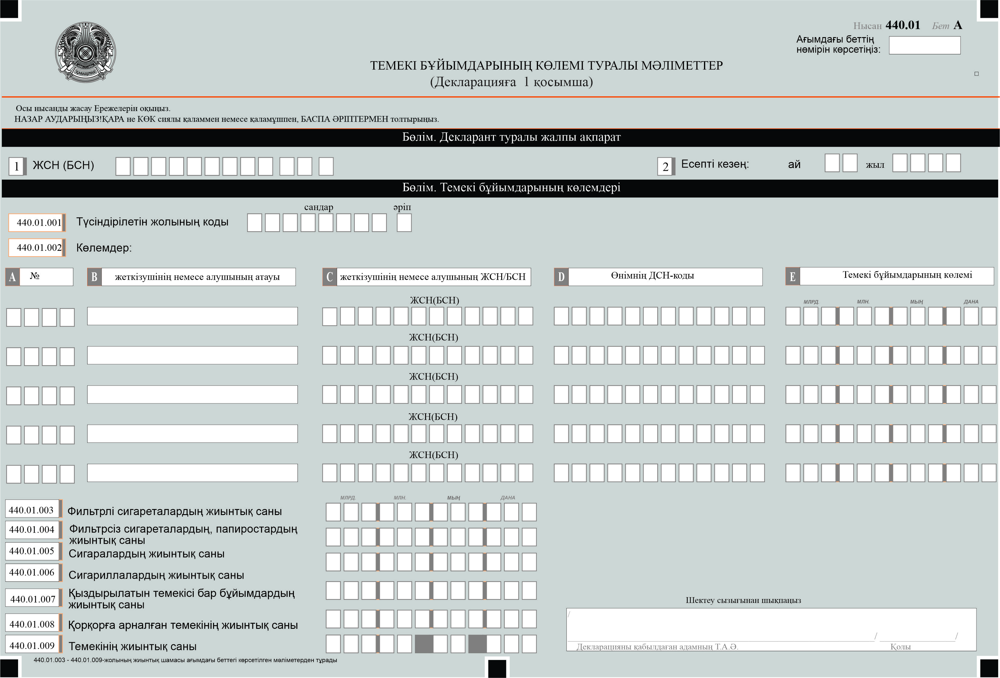 Нысан 440.01 Бет А
Ағымдағы беттің
нөмірін көрсетіңіз:
ҚАЗАҚСТАН
ТЕМЕКІ БҰЙЫМДАРЫНЫҢ КӨЛЕМІ ТУРАЛЫ МӘЛІМЕТТЕР
(Декларацияға 1 қосымша)
Осы нысанды жасау Ережелерін оқыңыз.
НАЗАР АУДАРЫҢЫЗ!ҚАРА не КӨК сиялы қаламмен немесе қаламұшпен, БАСПА ӘРІПТЕРМЕН толтырыңыз.
Бөлім. Декларант туралы жалпы ақпарат
1 ЖСН (БСН)
2 Есепті кезең: ай жыл
Бөлім. Темекі бұйымдарының көлемдері
сандар әріп
440.01.001 Түсіндірілетін жолының коды
440.01.002 Көлемдер:
A № B жеткізушінің немесе алушының атауы C жеткізушінің немесе алушының ЖСН/БСН D Өнімнің ДСН-коды E Темекі бұйымдарының көлемі
ЖСН(БСН) МЛРД. МЛН. МЫҢ ДАНА
ЖСН(БСН)
ЖСН(БСН)
ЖСН(БСН)
ЖСН(БСН)
МЛРД. МЛН. МЫҢ ДАНА
440.01.003 Фильтрлі сигареталардың жиынтық саны
440.01.004 Фильтрсіз сигареталардың, папиростардың
жиынтық саны
440.01.005 Сигаралардың жиынтық саны
440.01.006 Сигариллалардың жиынтық саны
440.01.007 Қыздырылатын темекісі бар бұйымдардың
жиынтық саны
440.01.008 Қорқорға арналған темекінің жиынтық саны
440.01.009 Темекінің жиынтық саны
Шектеу сызығынан шықпаңыз
/
/ /
Декларацияны қабылдаған адамның Т.А.Ә. Қолы
440.01.003 - 440.01.009-жолының жиынтық шамасы ағымдағы беттегі көрсетілген мәліметерден тұрады